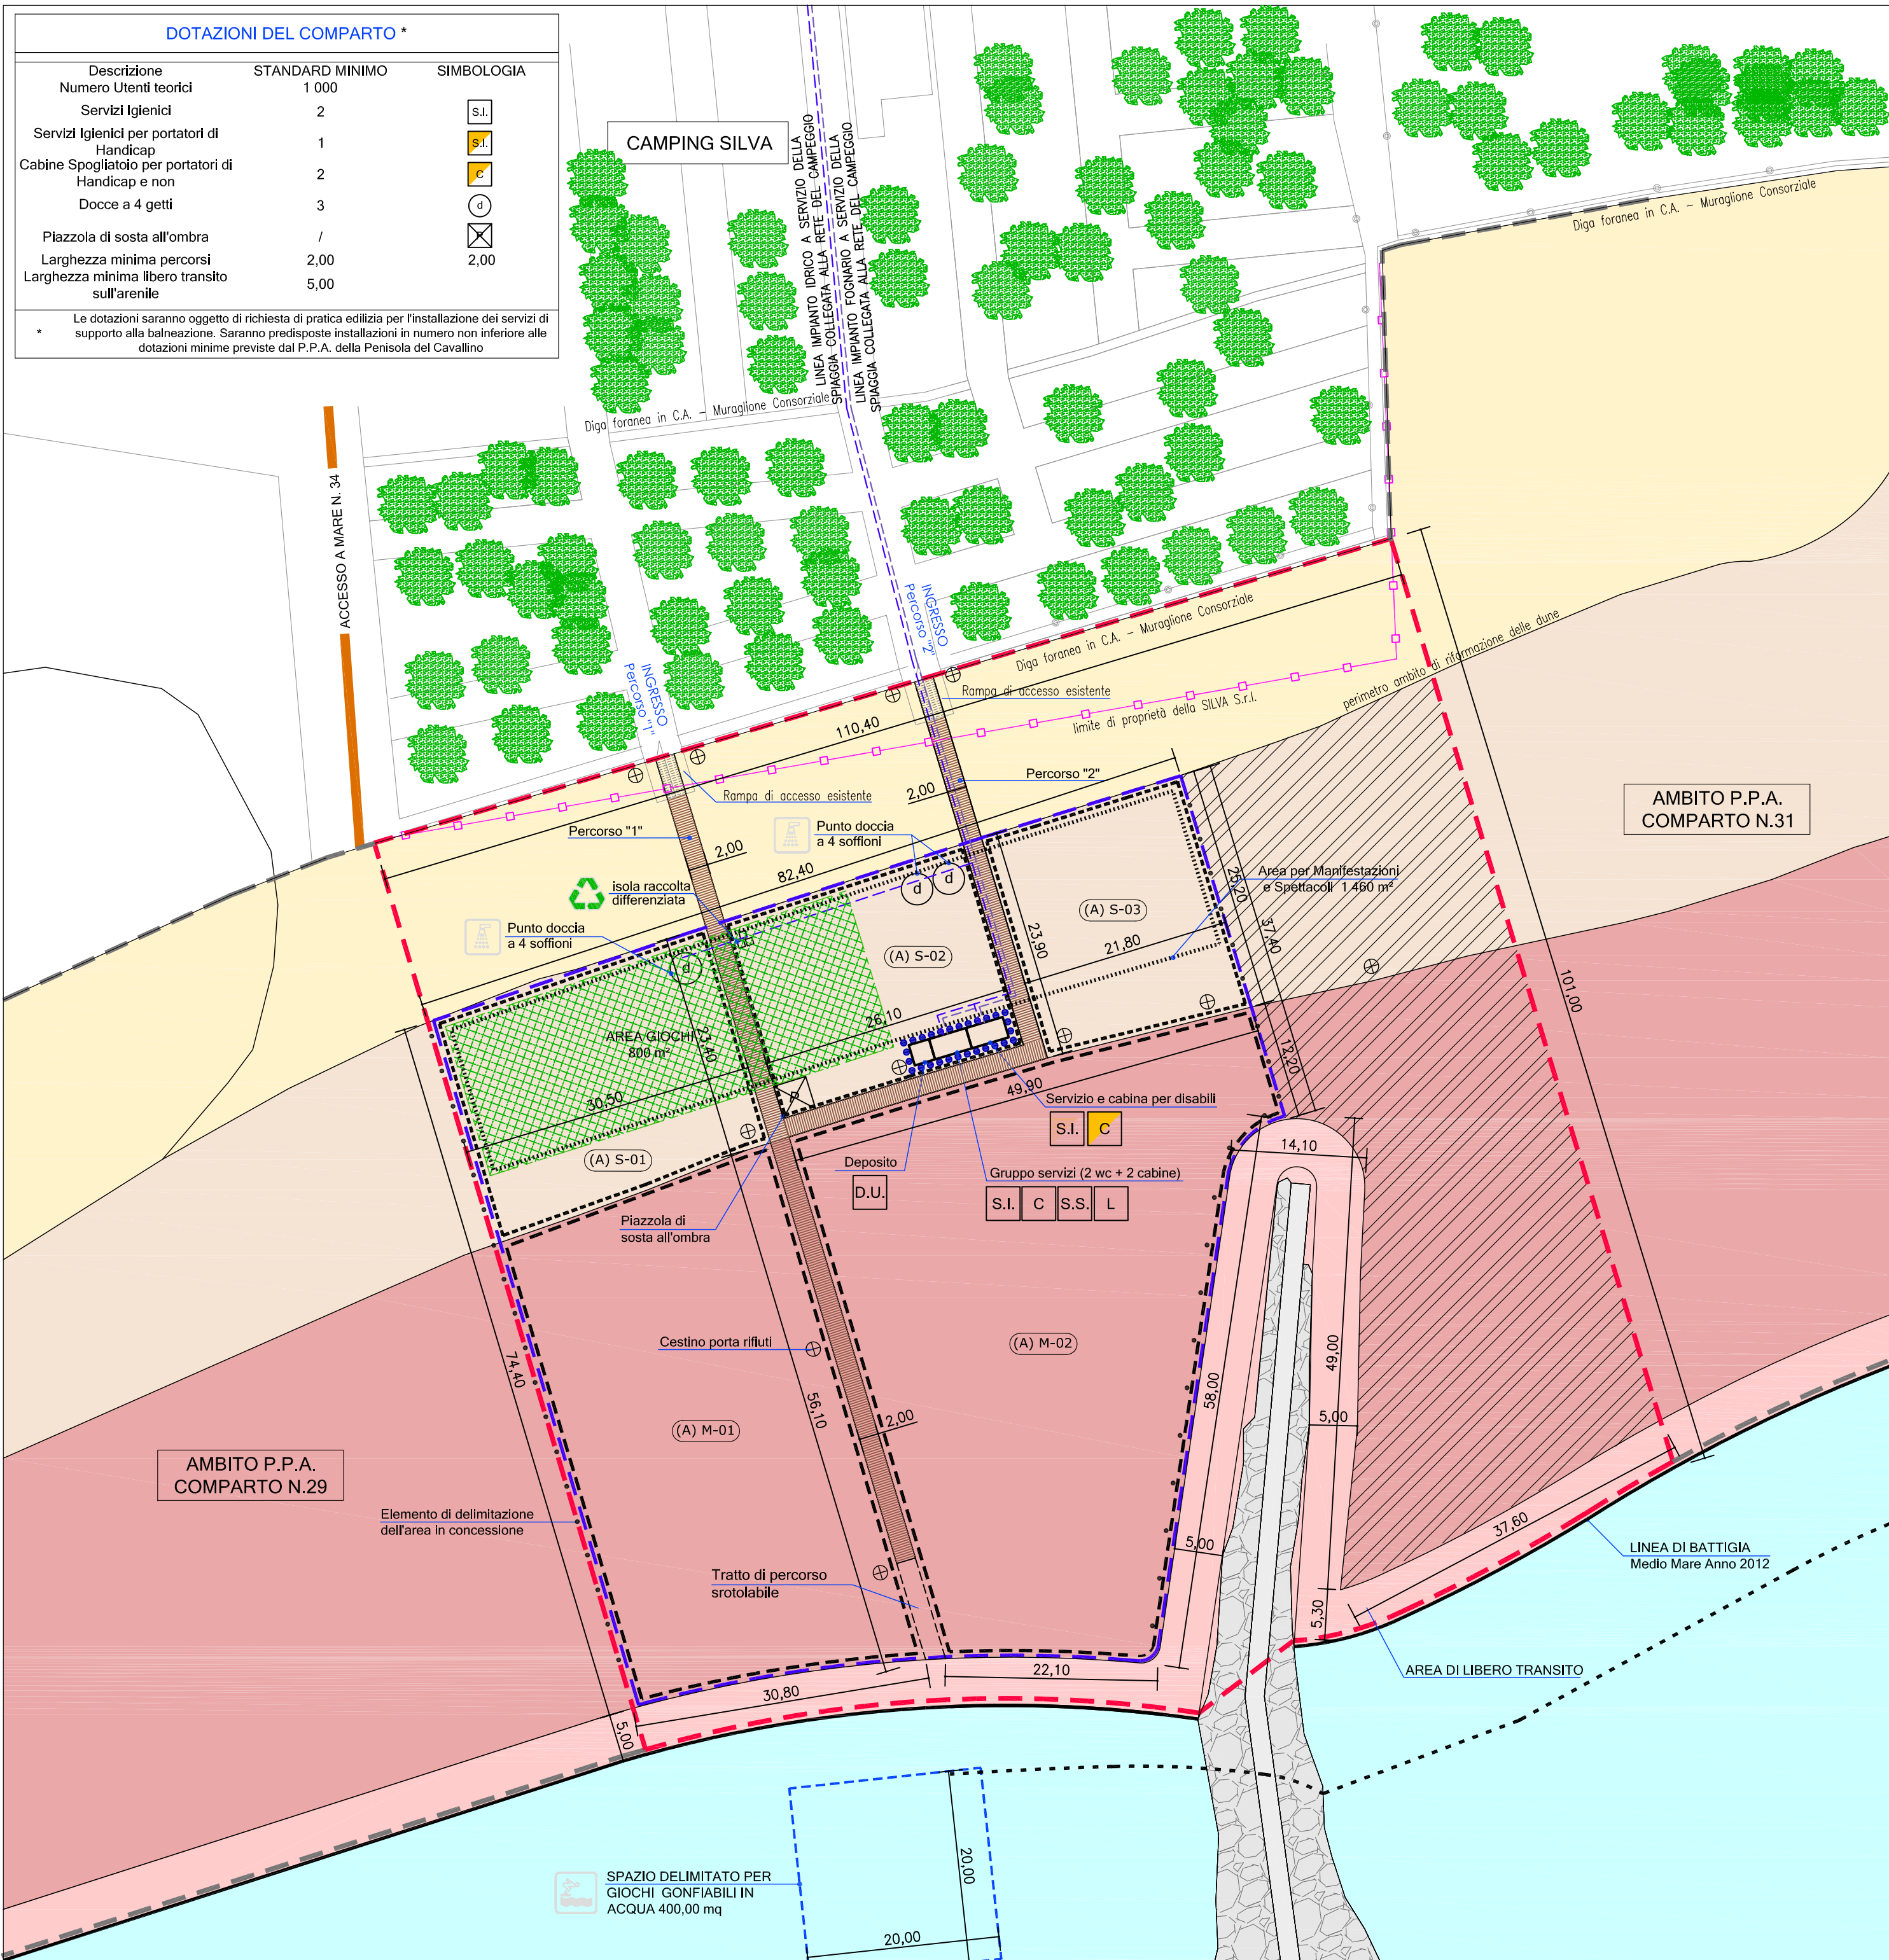 DOTAZIONI DEL COMPARTO *
Descrizione STANDARD MINIMO SIMBOLOGIA
Numero Utenti teorici 1 000
Servizi Igienici 2 S.I.
Servizi Igienici per portatori di
Handicap 1 S.I.
Cabine Spogliatoio per portatori di
Handicap e non 2 C
Docce a 4 getti 3 d
Piazzola di sosta all'ombra / P
Larghezza minima percorsi 2,00 2,00
Larghezza minima libero transito
sull'arenile 5,00
Le dotazioni saranno oggetto di richiesta di pratica edilizia per l'installazione dei servizi di
* supporto alla balneazione. Saranno predisposte installazioni in numero non inferiore alle
dotazioni minime previste dal P.P.A. della Penisola del Cavallino
CAMPING SILVA
LINEA IMPIANTO IDRICO A SERVIZIO DELLA
SPIAGGIA COLLEGATA ALLA RETE DEL CAMPEGGIO
LINEA IMPIANTO FOGNARIO A SERVIZIO DELLA
SPIAGGIA COLLEGATA ALLA RETE DEL CAMPEGGIO
Diga foranea in C.A. - Muraglione Consorziale
Diga foranea in C.A. - Muraglione Consorziale
ACCESSO A MARE N. 34
INGRESSO
Percorso "2"
INGRESSO
Percorso "1"
Diga foranea in C.A. - Muraglione Consorziale
Rampa di accesso esistente
limite di proprietà della SILVA S.r.l.
perimetro ambito di riformazione delle dune
110,40
Percorso "2"
2,00
Rampa di accesso esistente
Percorso "1"
2,00
Punto doccia
a 4 soffioni
82,40
isola raccolta
differenziata
Punto doccia
a 4 soffioni
d
d
d
AMBITO P.P.A.
COMPARTO N.31
Area per Manifestazioni
e Spettacoli 1 460 m²
25,20
37,40
(A) S-03
23,90
21,80
(A) S-02
101,00
26,10
AREA GIOCHI
800 m²
23,40
30,50
12,20
P
49,90
Servizio e cabina per disabili
S.I. C
(A) S-01
Deposito
D.U.
Gruppo servizi (2 wc + 2 cabine)
S.I. C S.S. L
14,10
Piazzola di
sosta all'ombra
Cestino porta rifiuti
(A) M-02
49,00
58,00
74,40
56,10
2,00
(A) M-01
5,00
AMBITO P.P.A.
COMPARTO N.29
Elemento di delimitazione
dell'area in concessione
5,00
37,60
LINEA DI BATTIGIA
Medio Mare Anno 2012
Tratto di percorso
srotolabile
5,30
22,10
30,80
5,00
AREA DI LIBERO TRANSITO
20,00
SPAZIO DELIMITATO PER
GIOCHI GONFIABILI IN
ACQUA 400,00 mq
20,00